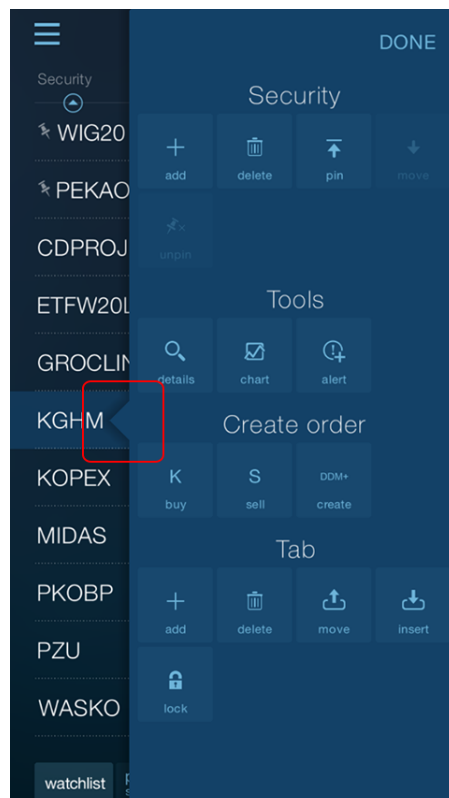 DONE
Security
WIG20
PEKAO
CDPROJ
ETFW20L
GROCLIN
KGHM
KOPEX
MIDAS
PKOBP
PZU
WASKO
watchlist
Security
add delete pin move
unpin
Tools
details chart alert
Create order
K S DDM+
buy sell create
Tab
add delete move insert
lock